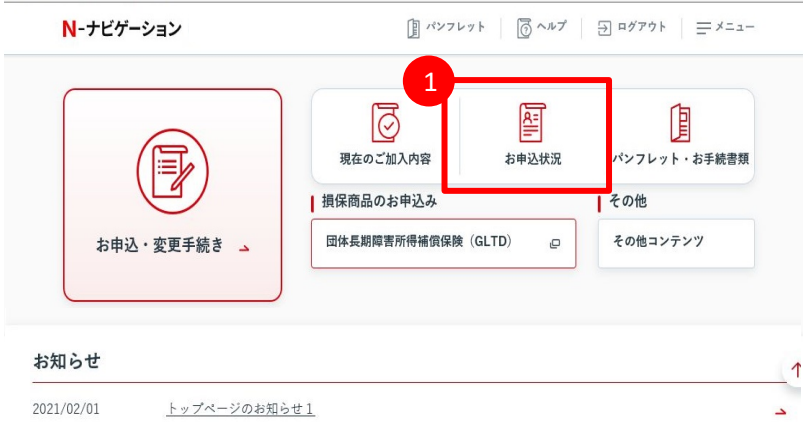 N-ナビゲーション
パンフレット
ヘルプ
ログアウト
メニュー
1
現在のご加入内容
お申込状況
パンフレット・お手続書類
お申込・変更手続き
損保商品のお申込み
その他
団体長期障害所得補償保険（GLTD）
その他コンテンツ
お知らせ
2021/02/01 トップページのお知らせ1